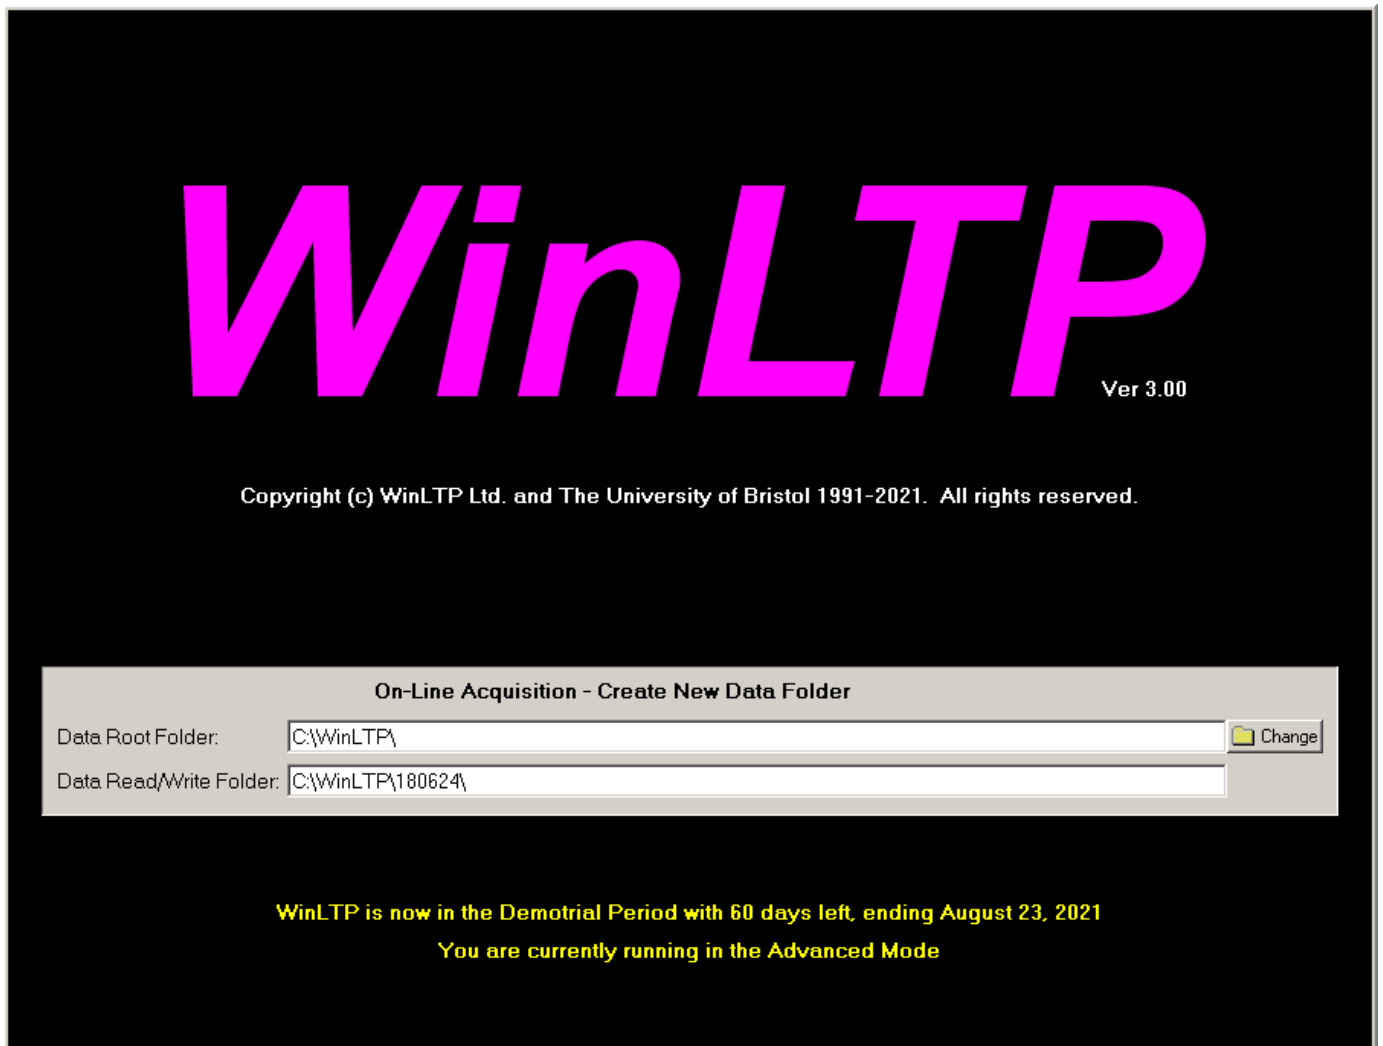 WinLTP
Ver 3.00
Copyright (c) WinLTP Ltd. and The University of Bristol 1991-2021.  All rights reserved.
On-Line Acquisition - Create New Data Folder
Data Root Folder: C:\WinLTP\ Change
Data Read/Write Folder: C:\WinLTP\180624\
WinLTP is now in the Demotrial Period with 60 days left, ending August 23, 2021
You are currently running in the Advanced Mode